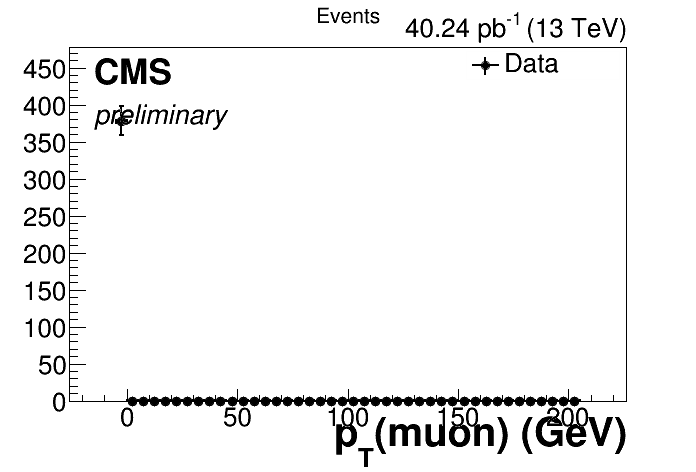 Events
40.24 pb-1 (13 TeV)
CMS
Data
preliminary
450
400
350
300
250
200
150
100
50
0
0 50 100 150 200
pT(muon) (GeV)